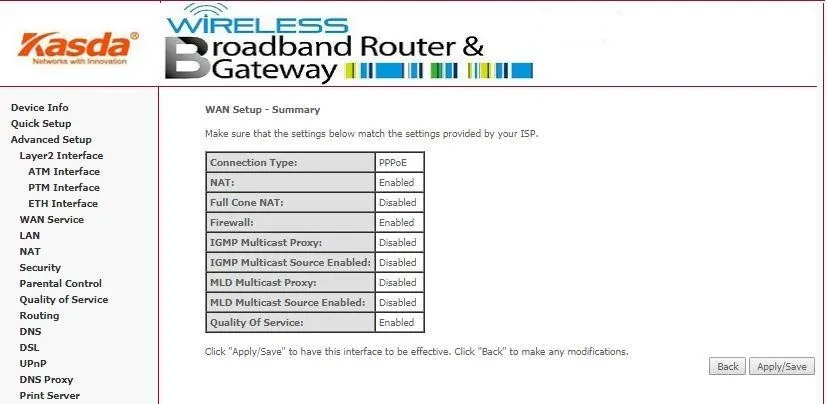 Kasda®
Networks with Innovation
WIRELESS
Broadband Router &
Gateway
Device Info
Quick Setup
Advanced Setup
Layer2 Interface
ATM Interface
PTM Interface
ETH Interface
WAN Service
LAN
NAT
Security
Parental Control
Quality of Service
Routing
DNS
DSL
UPnP
DNS Proxy
Print Server
WAN Setup - Summary
Make sure that the settings below match the settings provided by your ISP.
Connection Type: PPPoE
NAT: Enabled
Full Cone NAT: Disabled
Firewall: Enabled
IGMP Multicast Proxy: Disabled
IGMP Multicast Source Enabled: Disabled
MLD Multicast Proxy: Disabled
MLD Multicast Source Enabled: Disabled
Quality Of Service: Enabled
Click "Apply/Save" to have this interface to be effective. Click "Back" to make any modifications.
Back Apply/Save